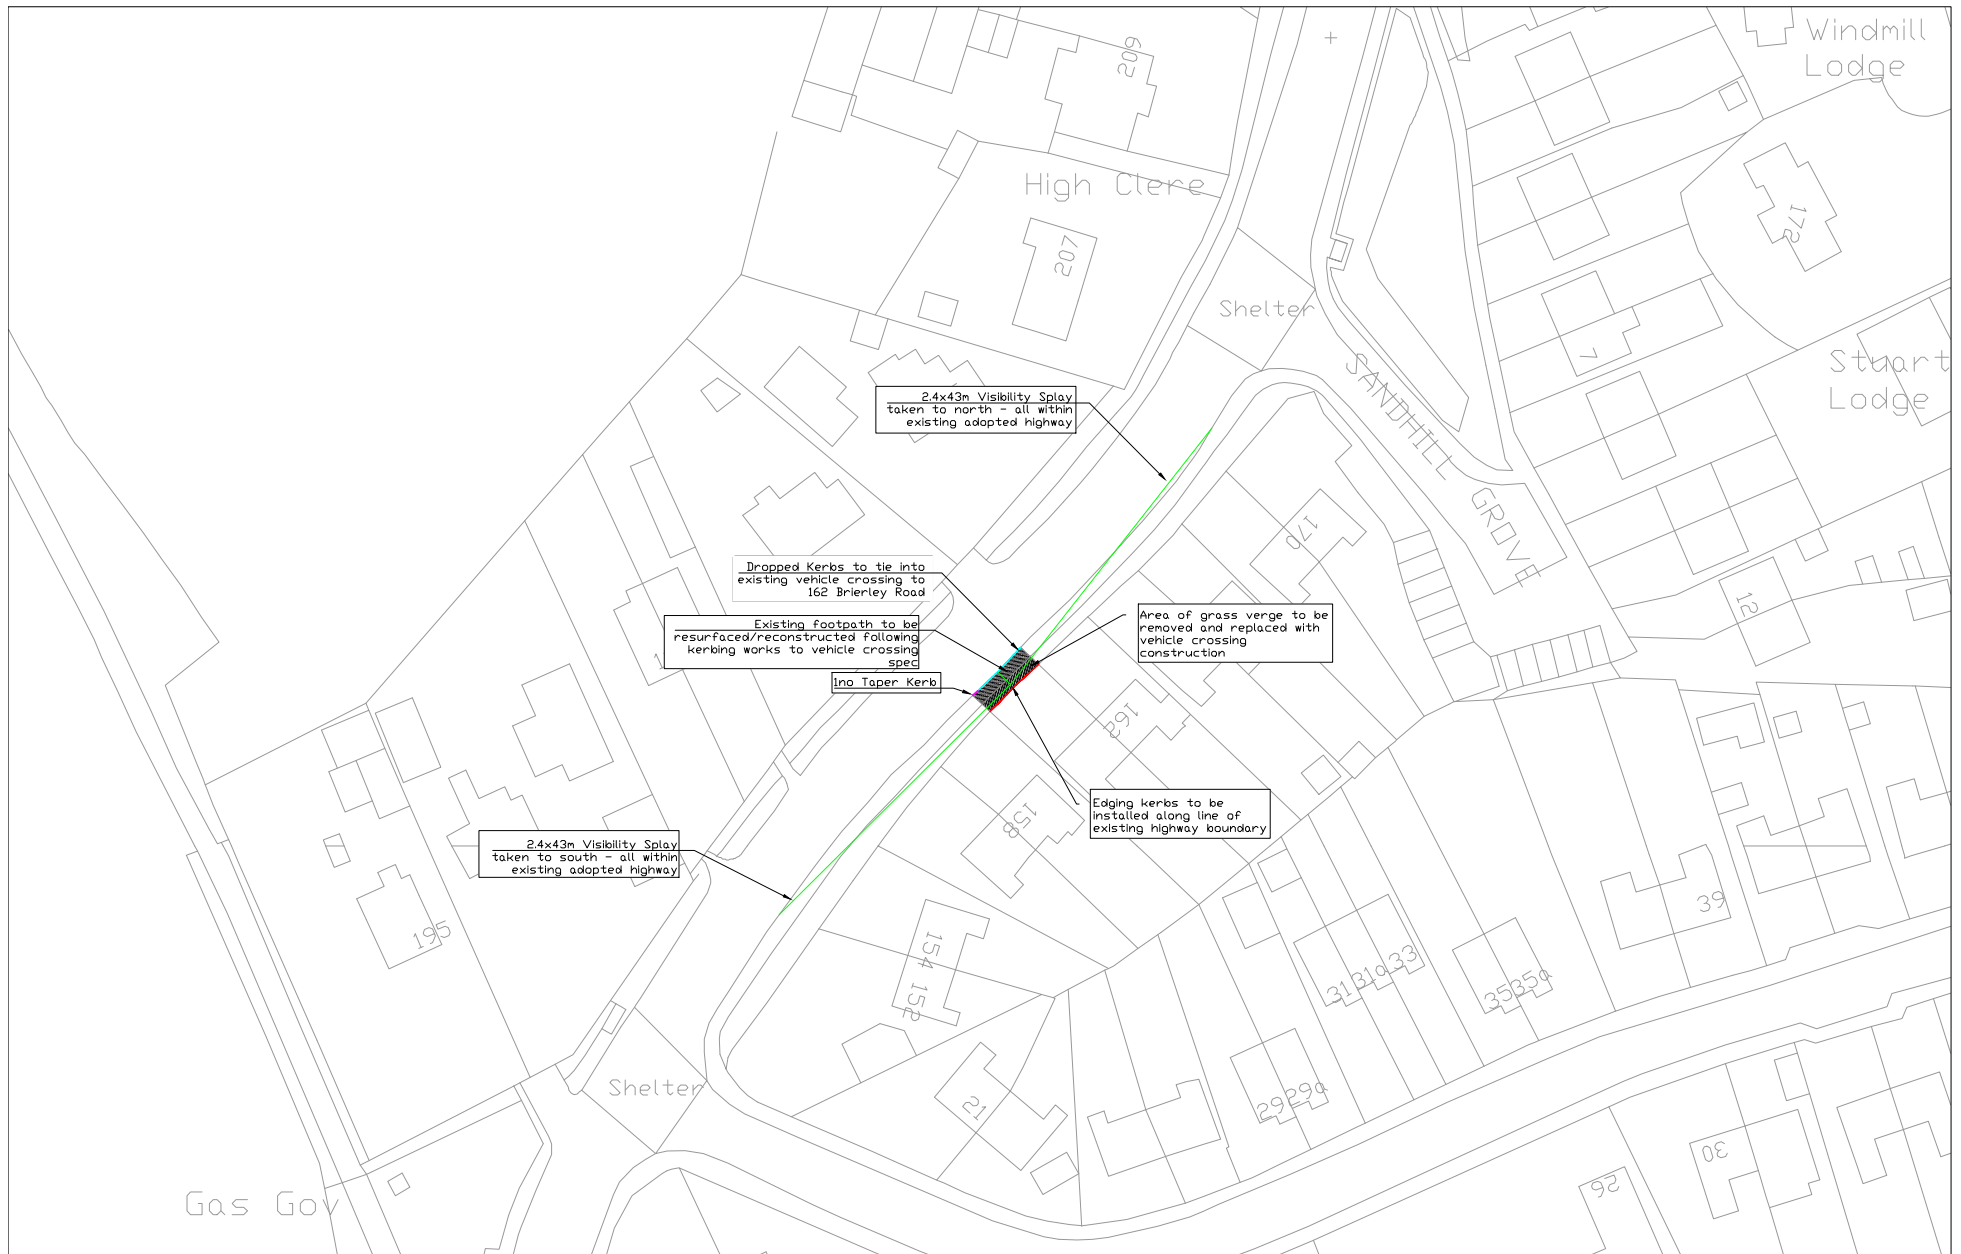 Windmill
Lodge
209
High Clere
207
172
Shelter
7
Stuart
Lodge
SANDHILL GROVE
2.4x43m Visibility Splay
taken to north - all within
existing adopted highway
170
Dropped Kerbs to tie into
existing vehicle crossing to
162 Brierley Road
Existing footpath to be
resurfaced/reconstructed following
kerbing works to vehicle crossing
spec
1no Taper Kerb
Area of grass verge to be
removed and replaced with
vehicle crossing
construction
12
162
158
Edging kerbs to be
installed along line of
existing highway boundary
2.4x43m Visibility Splay
taken to south - all within
existing adopted highway
195
154
152
31
31a
33
35
35a
39
Shelter
21
29
29a
30
26
Gas Gov